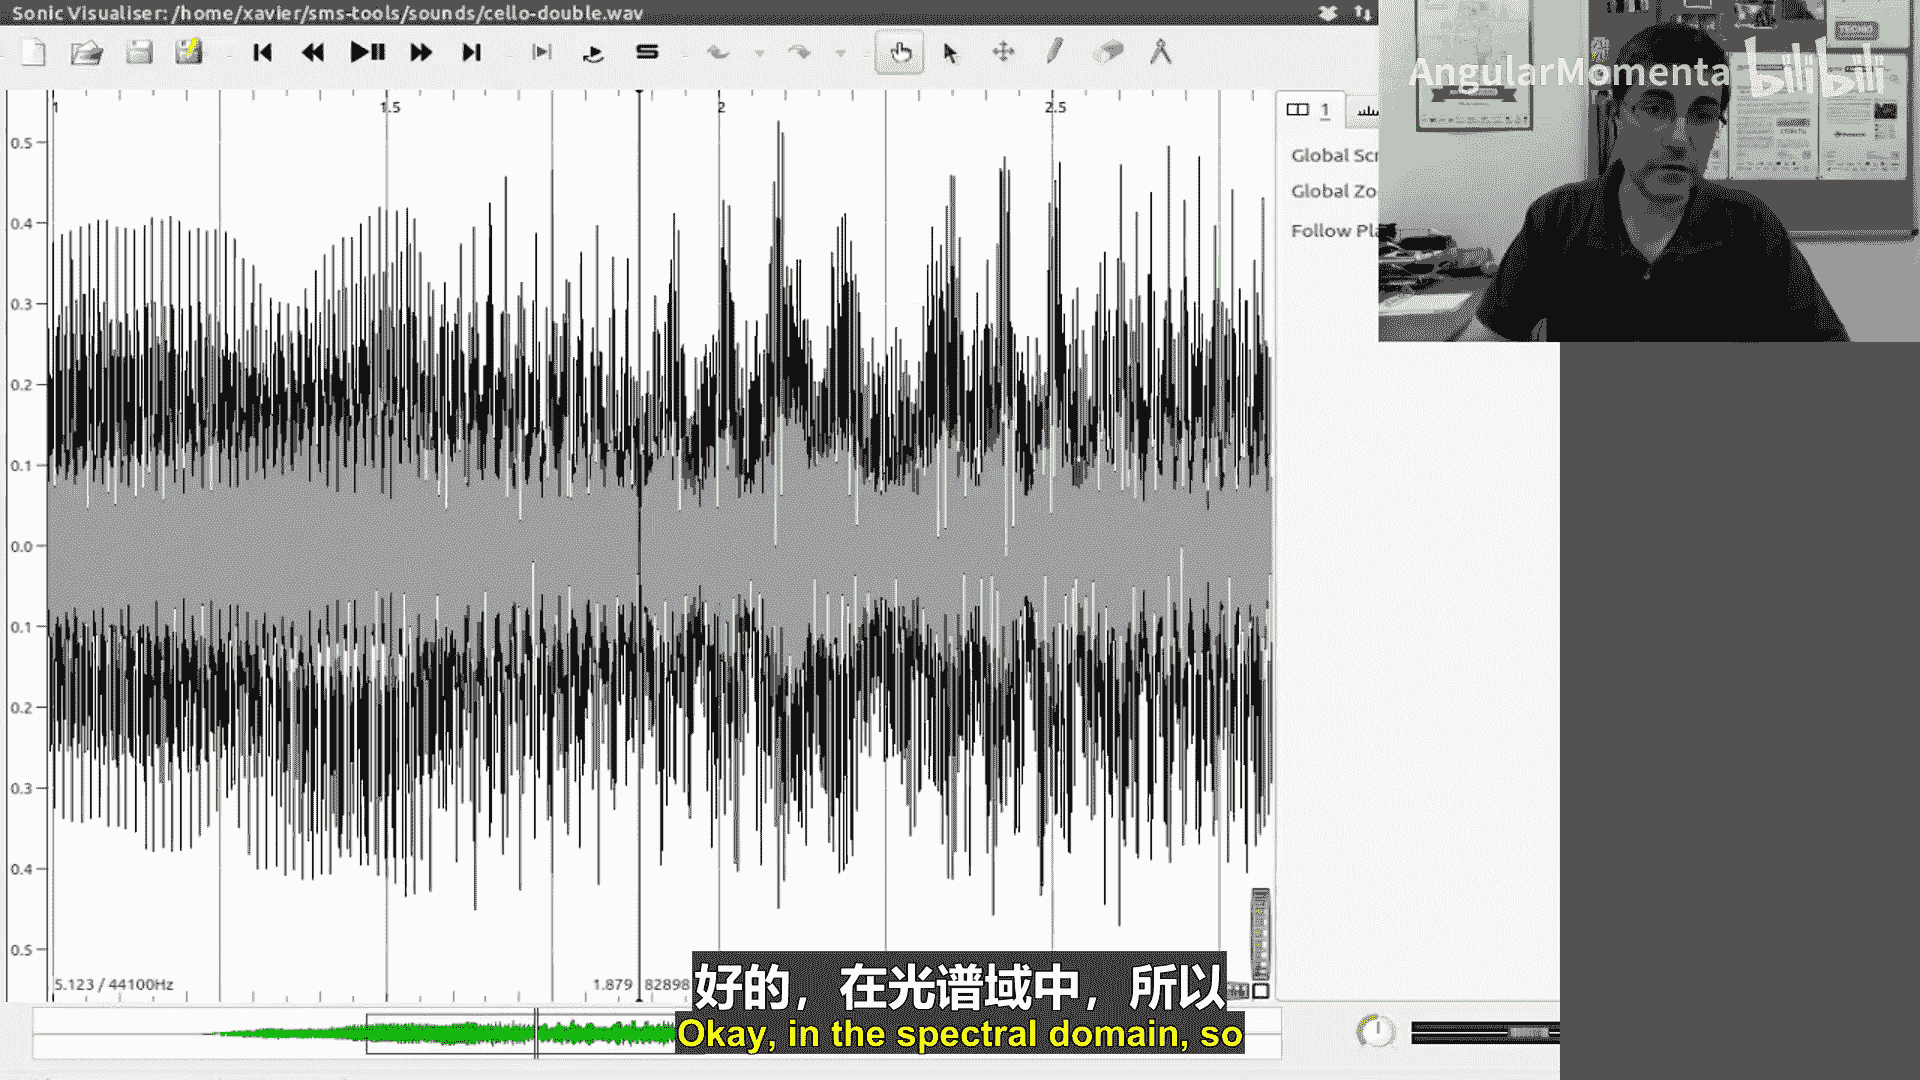 Sonic Visualiser: /home/xavier/sms-tools/sounds/cello-double.wav
AngularMomenta bilibili
1 1.5 2 2.5
1
0.5
0.4
0.3
0.2
0.1
0.0
0.1
0.2
0.3
0.4
0.5
Global Scr
Global Zo
Follow Pla
5.123 / 44100Hz
1.879 82898
好的，在光谱域中，所以
Okay, in the spectral domain, so